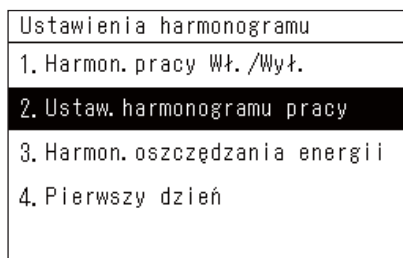 Ustawienia harmonogramu
1. Harmon. pracy Wł. /Wył.
2. Ustaw. harmonogramu pracy
3. Harmon. oszczędzania energii
4. Pierwszy dzień